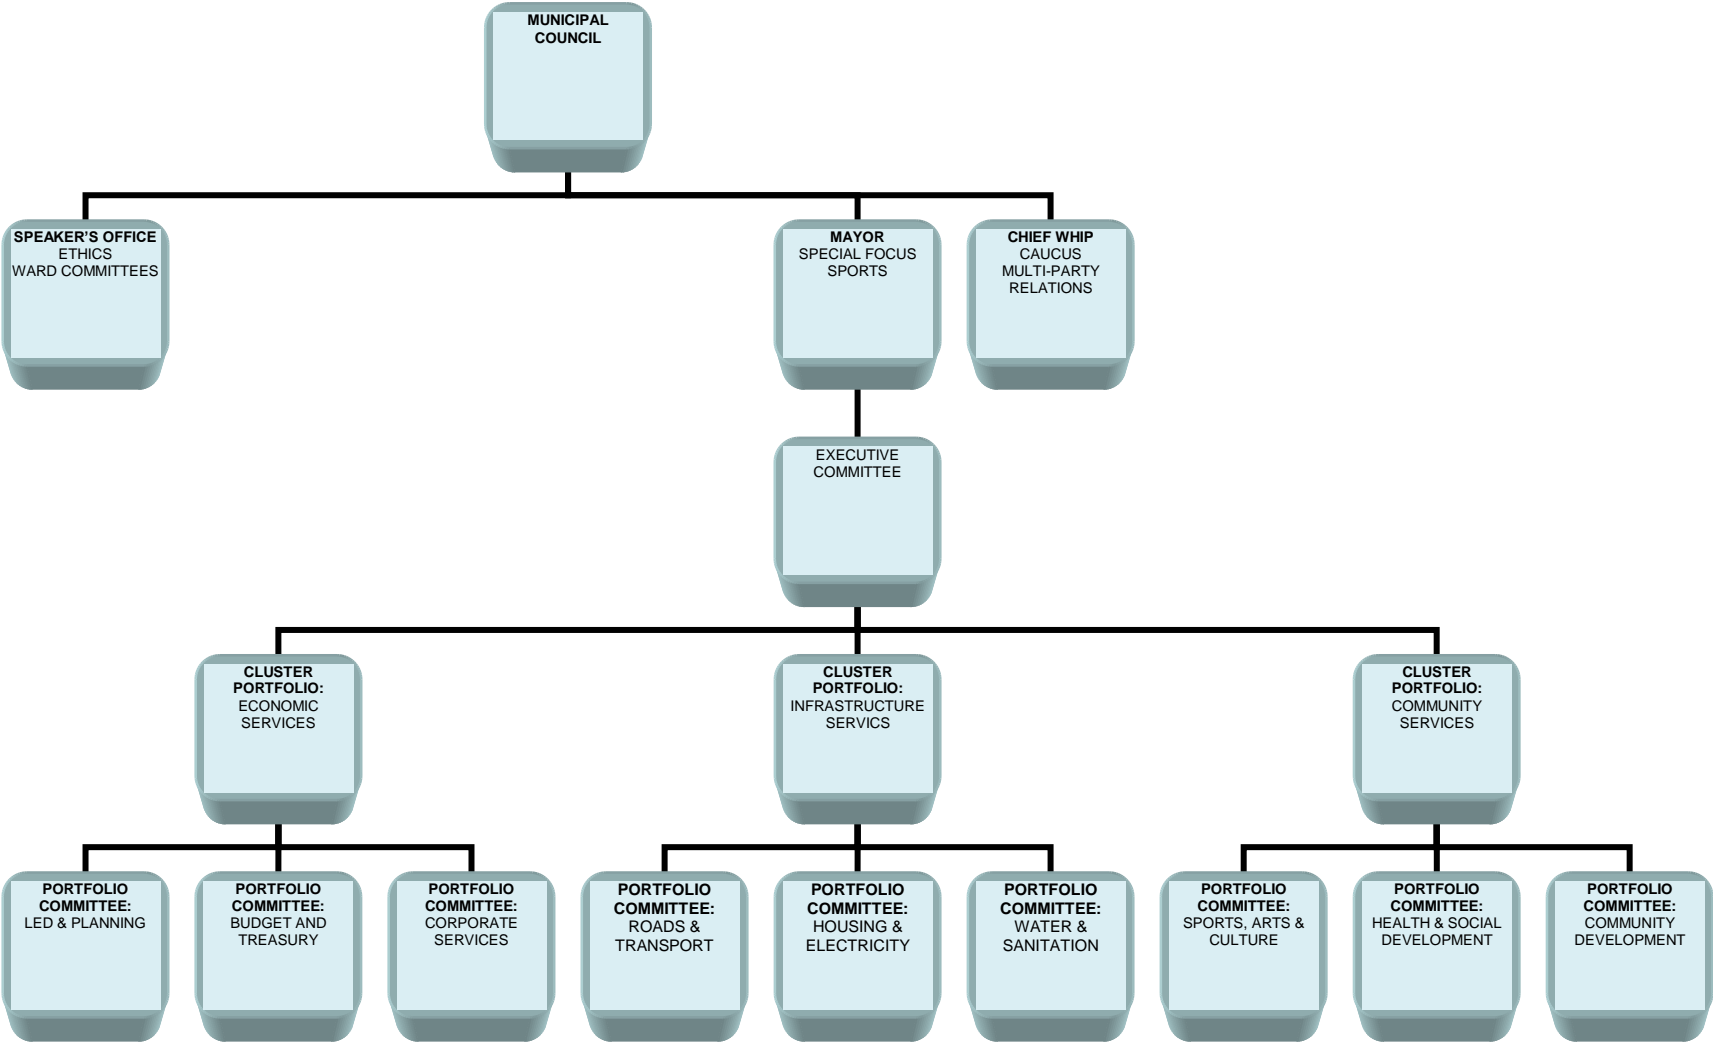 MUNICIPAL
COUNCIL
SPEAKER'S OFFICE
ETHICS
WARD COMMITTEES
MAYOR
SPECIAL FOCUS
SPORTS
CHIEF WHIP
CAUCUS
MULTI-PARTY
RELATIONS
EXECUTIVE
COMMITTEE
CLUSTER
PORTFOLIO:
ECONOMIC
SERVICES
CLUSTER
PORTFOLIO:
INFRASTRUCTURE
SERVICS
CLUSTER
PORTFOLIO:
COMMUNITY
SERVICES
PORTFOLIO
COMMITTEE:
LED & PLANNING
PORTFOLIO
COMMITTEE:
BUDGET AND
TREASURY
PORTFOLIO
COMMITTEE:
CORPORATE
SERVICES
PORTFOLIO
COMMITTEE:
ROADS &
TRANSPORT
PORTFOLIO
COMMITTEE:
HOUSING &
ELECTRICITY
PORTFOLIO
COMMITTEE:
WATER &
SANITATION
PORTFOLIO
COMMITTEE:
SPORTS, ARTS &
CULTURE
PORTFOLIO
COMMITTEE:
HEALTH & SOCIAL
DEVELOPMENT
PORTFOLIO
COMMITTEE:
COMMUNITY
DEVELOPMENT